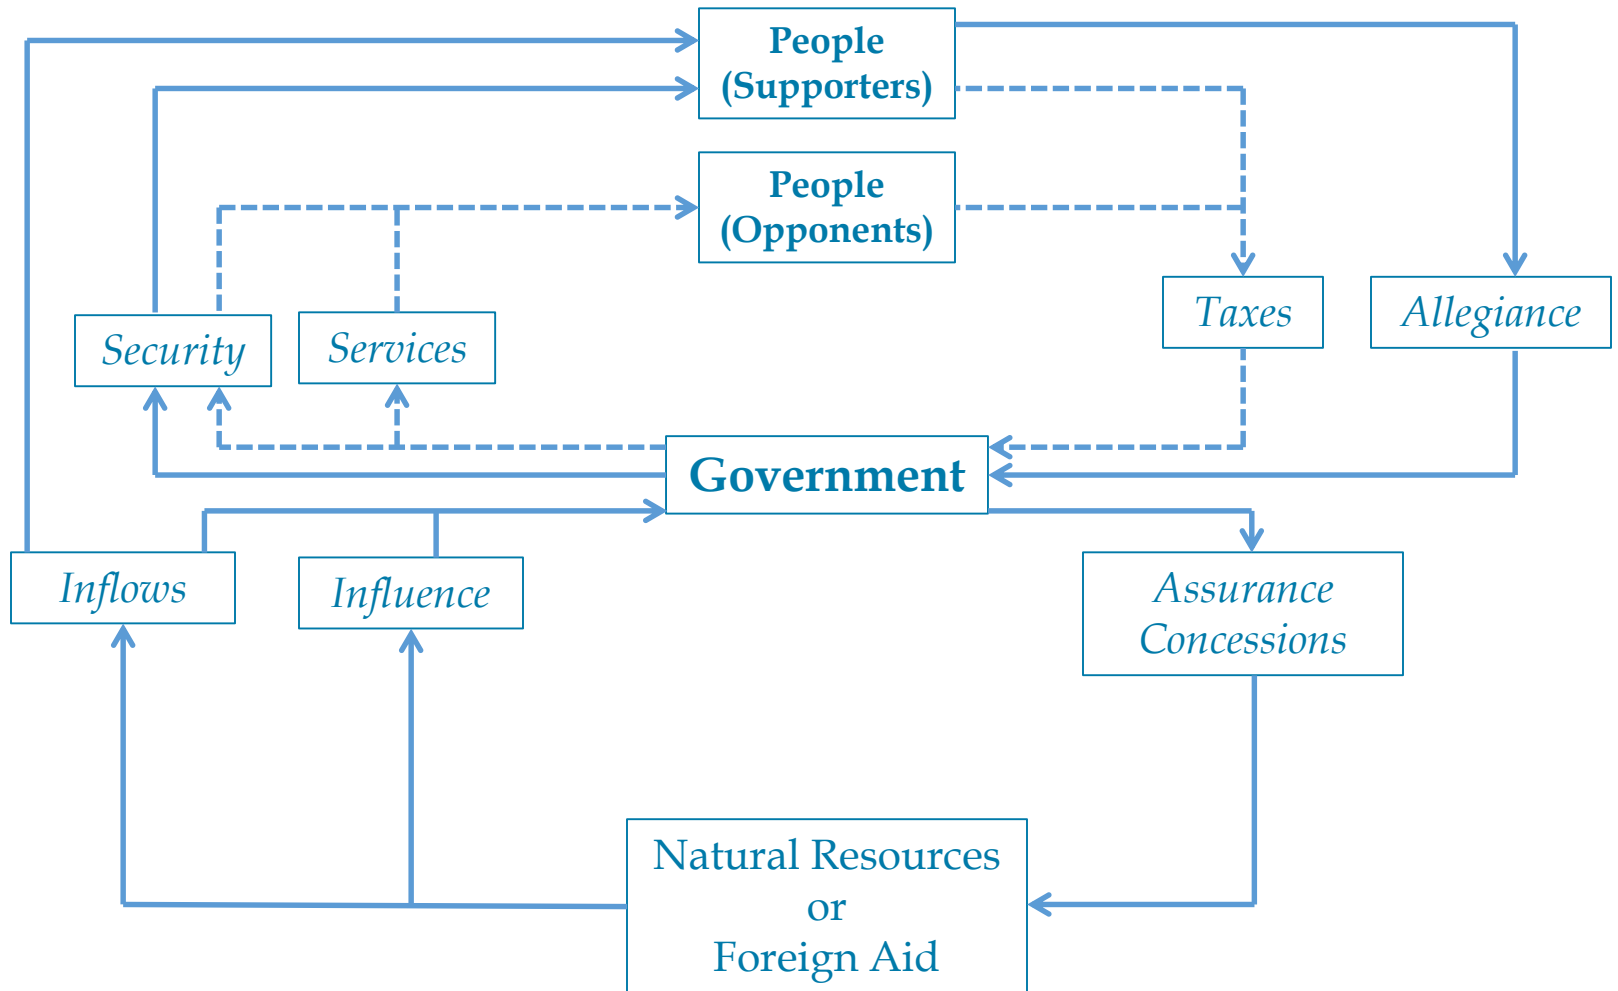 People
(Supporters)
People
(Opponents)
Taxes
Allegiance
Security
Services
Government
Inflows
Influence
Assurance
Concessions
Natural Resources
or
Foreign Aid